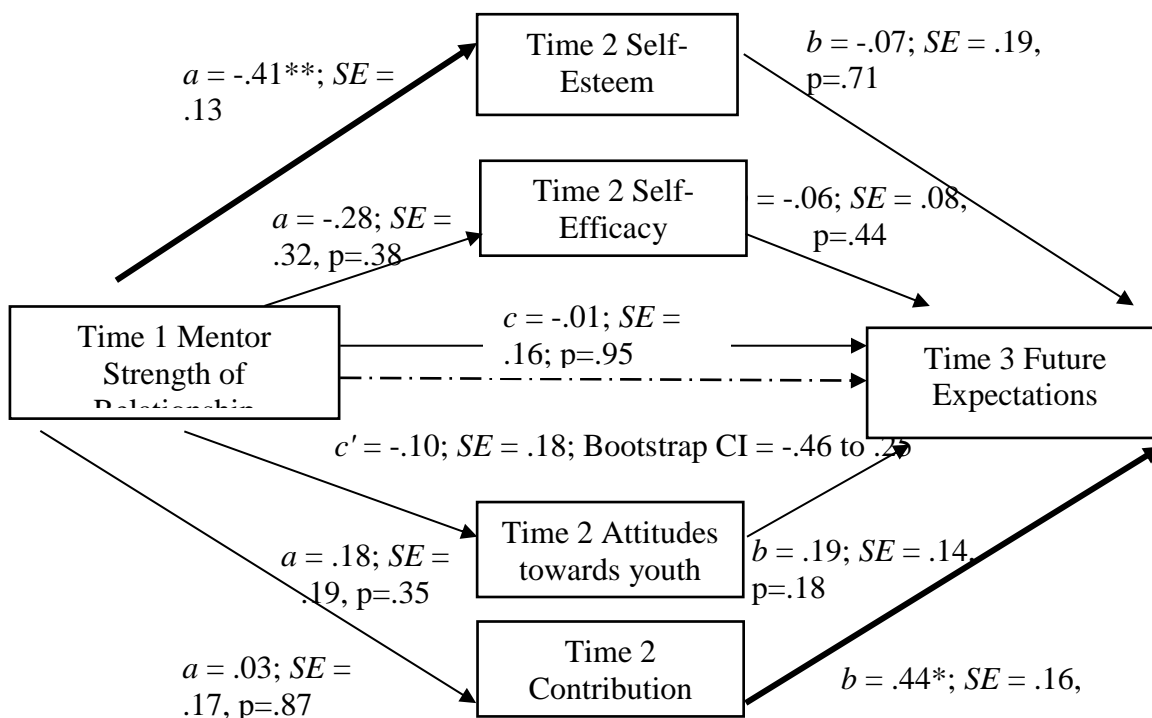 Time 2 Self-
Esteem
b = -.07; SE = .19,
p=.71
a = -.41**; SE =
.13
Time 2 Self-
Efficacy
= -.06; SE = .08,
p=.44
a = -.28; SE =
.32, p=.38
Time 1 Mentor
Strength of
Relationship
c = -.01; SE =
.16; p=.95
Time 3 Future
Expectations
c' = -.10; SE = .18; Bootstrap CI = -.46 to .25
Time 2 Attitudes
towards youth
a = .18; SE =
.19, p=.35
b = .19; SE = .14,
p=.18
Time 2
Contribution
a = .03; SE =
.17, p=.87
b = .44*; SE = .16,